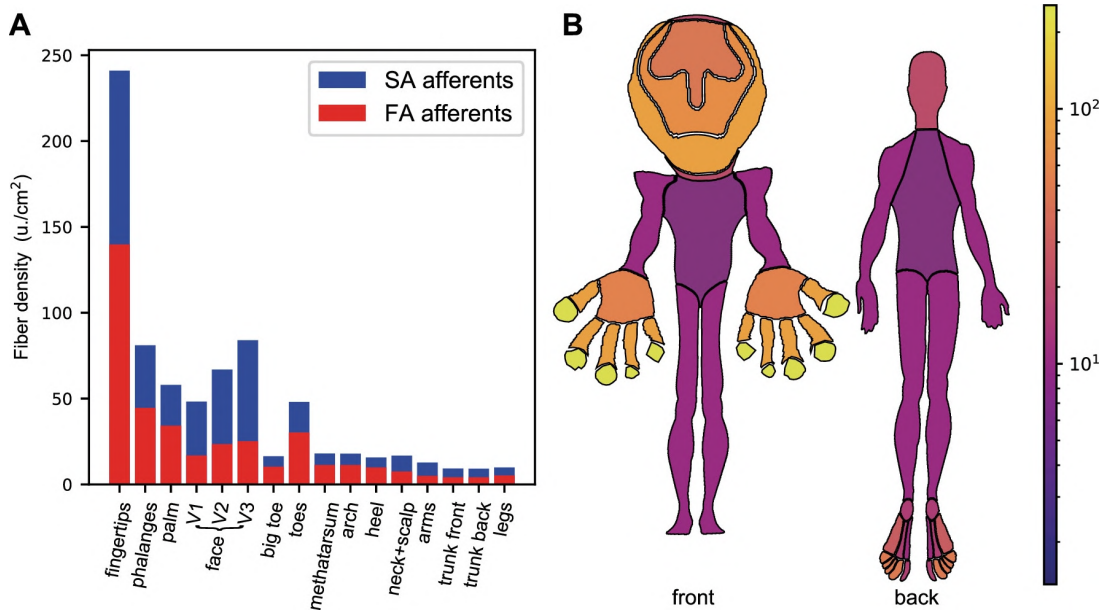 A
B
250
200
150
100
50
0
Fiber density (u./cm²)
SA afferents
FA afferents
fingertips
phalanges
palm
V1
V2
V3
face
big toe
toes
methatarsum
arch
heel
neck+scalp
arms
trunk front
trunk back
legs
front
back
10²
10¹